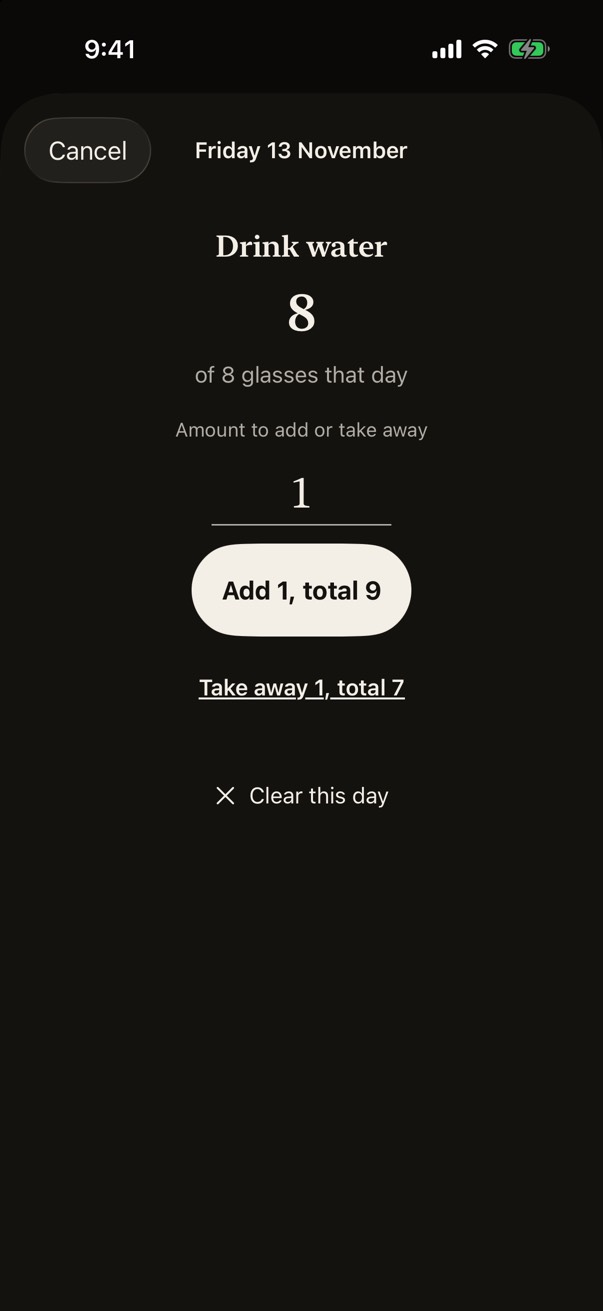 9:41
Cancel
Friday 13 November
Drink water
8
of 8 glasses that day
Amount to add or take away
1
Add 1, total 9
Take away 1, total 7
Clear this day